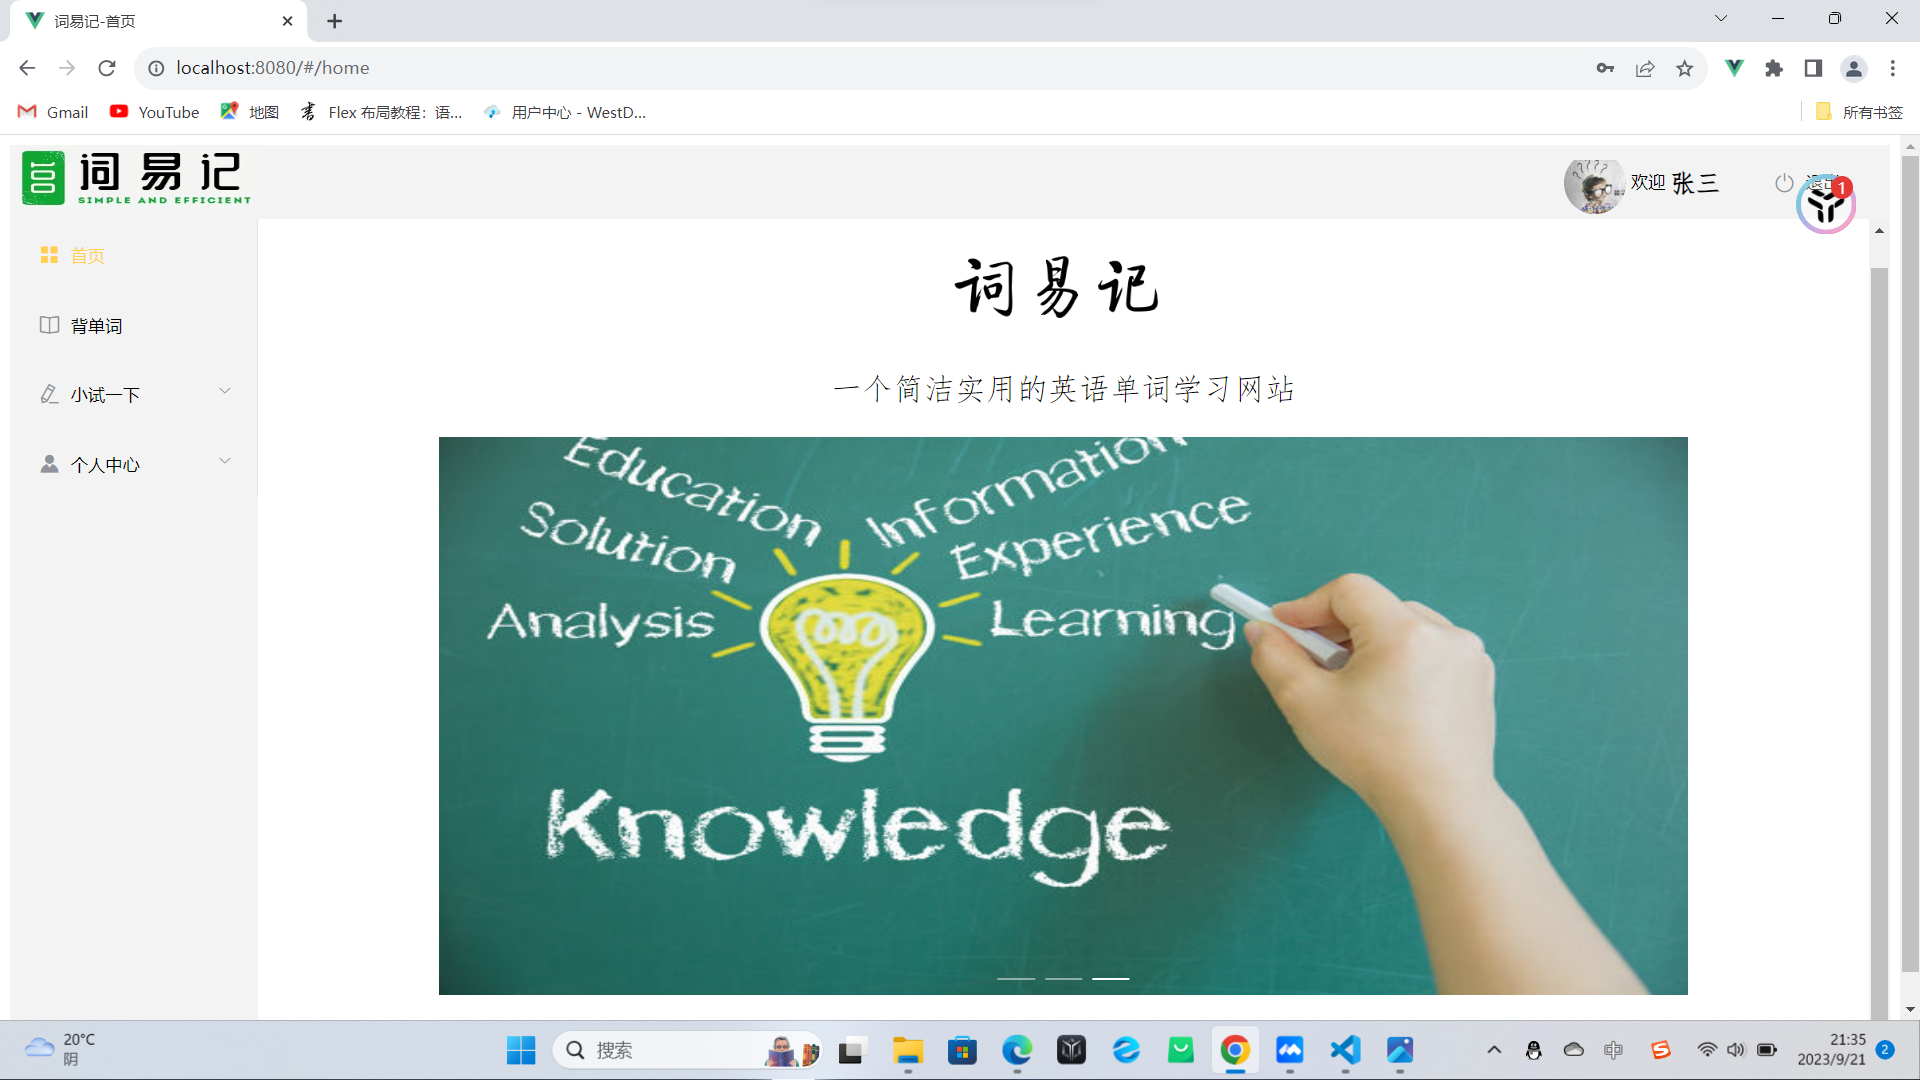 词易记-首页
localhost:8080/#/home
Gmail
YouTube
地图
Flex 布局教程：语...
用户中心 - WestD...
所有书签
词易记
SIMPLE AND EFFICIENT
欢迎 张三
退出
1
首页
背单词
小试一下
个人中心
词易记
一个简洁实用的英语单词学习网站
Education
Information
Solution
Experience
Analysis
Learning
Knowledge
20°C
阴
搜索
中
21:35
2023/9/21
2